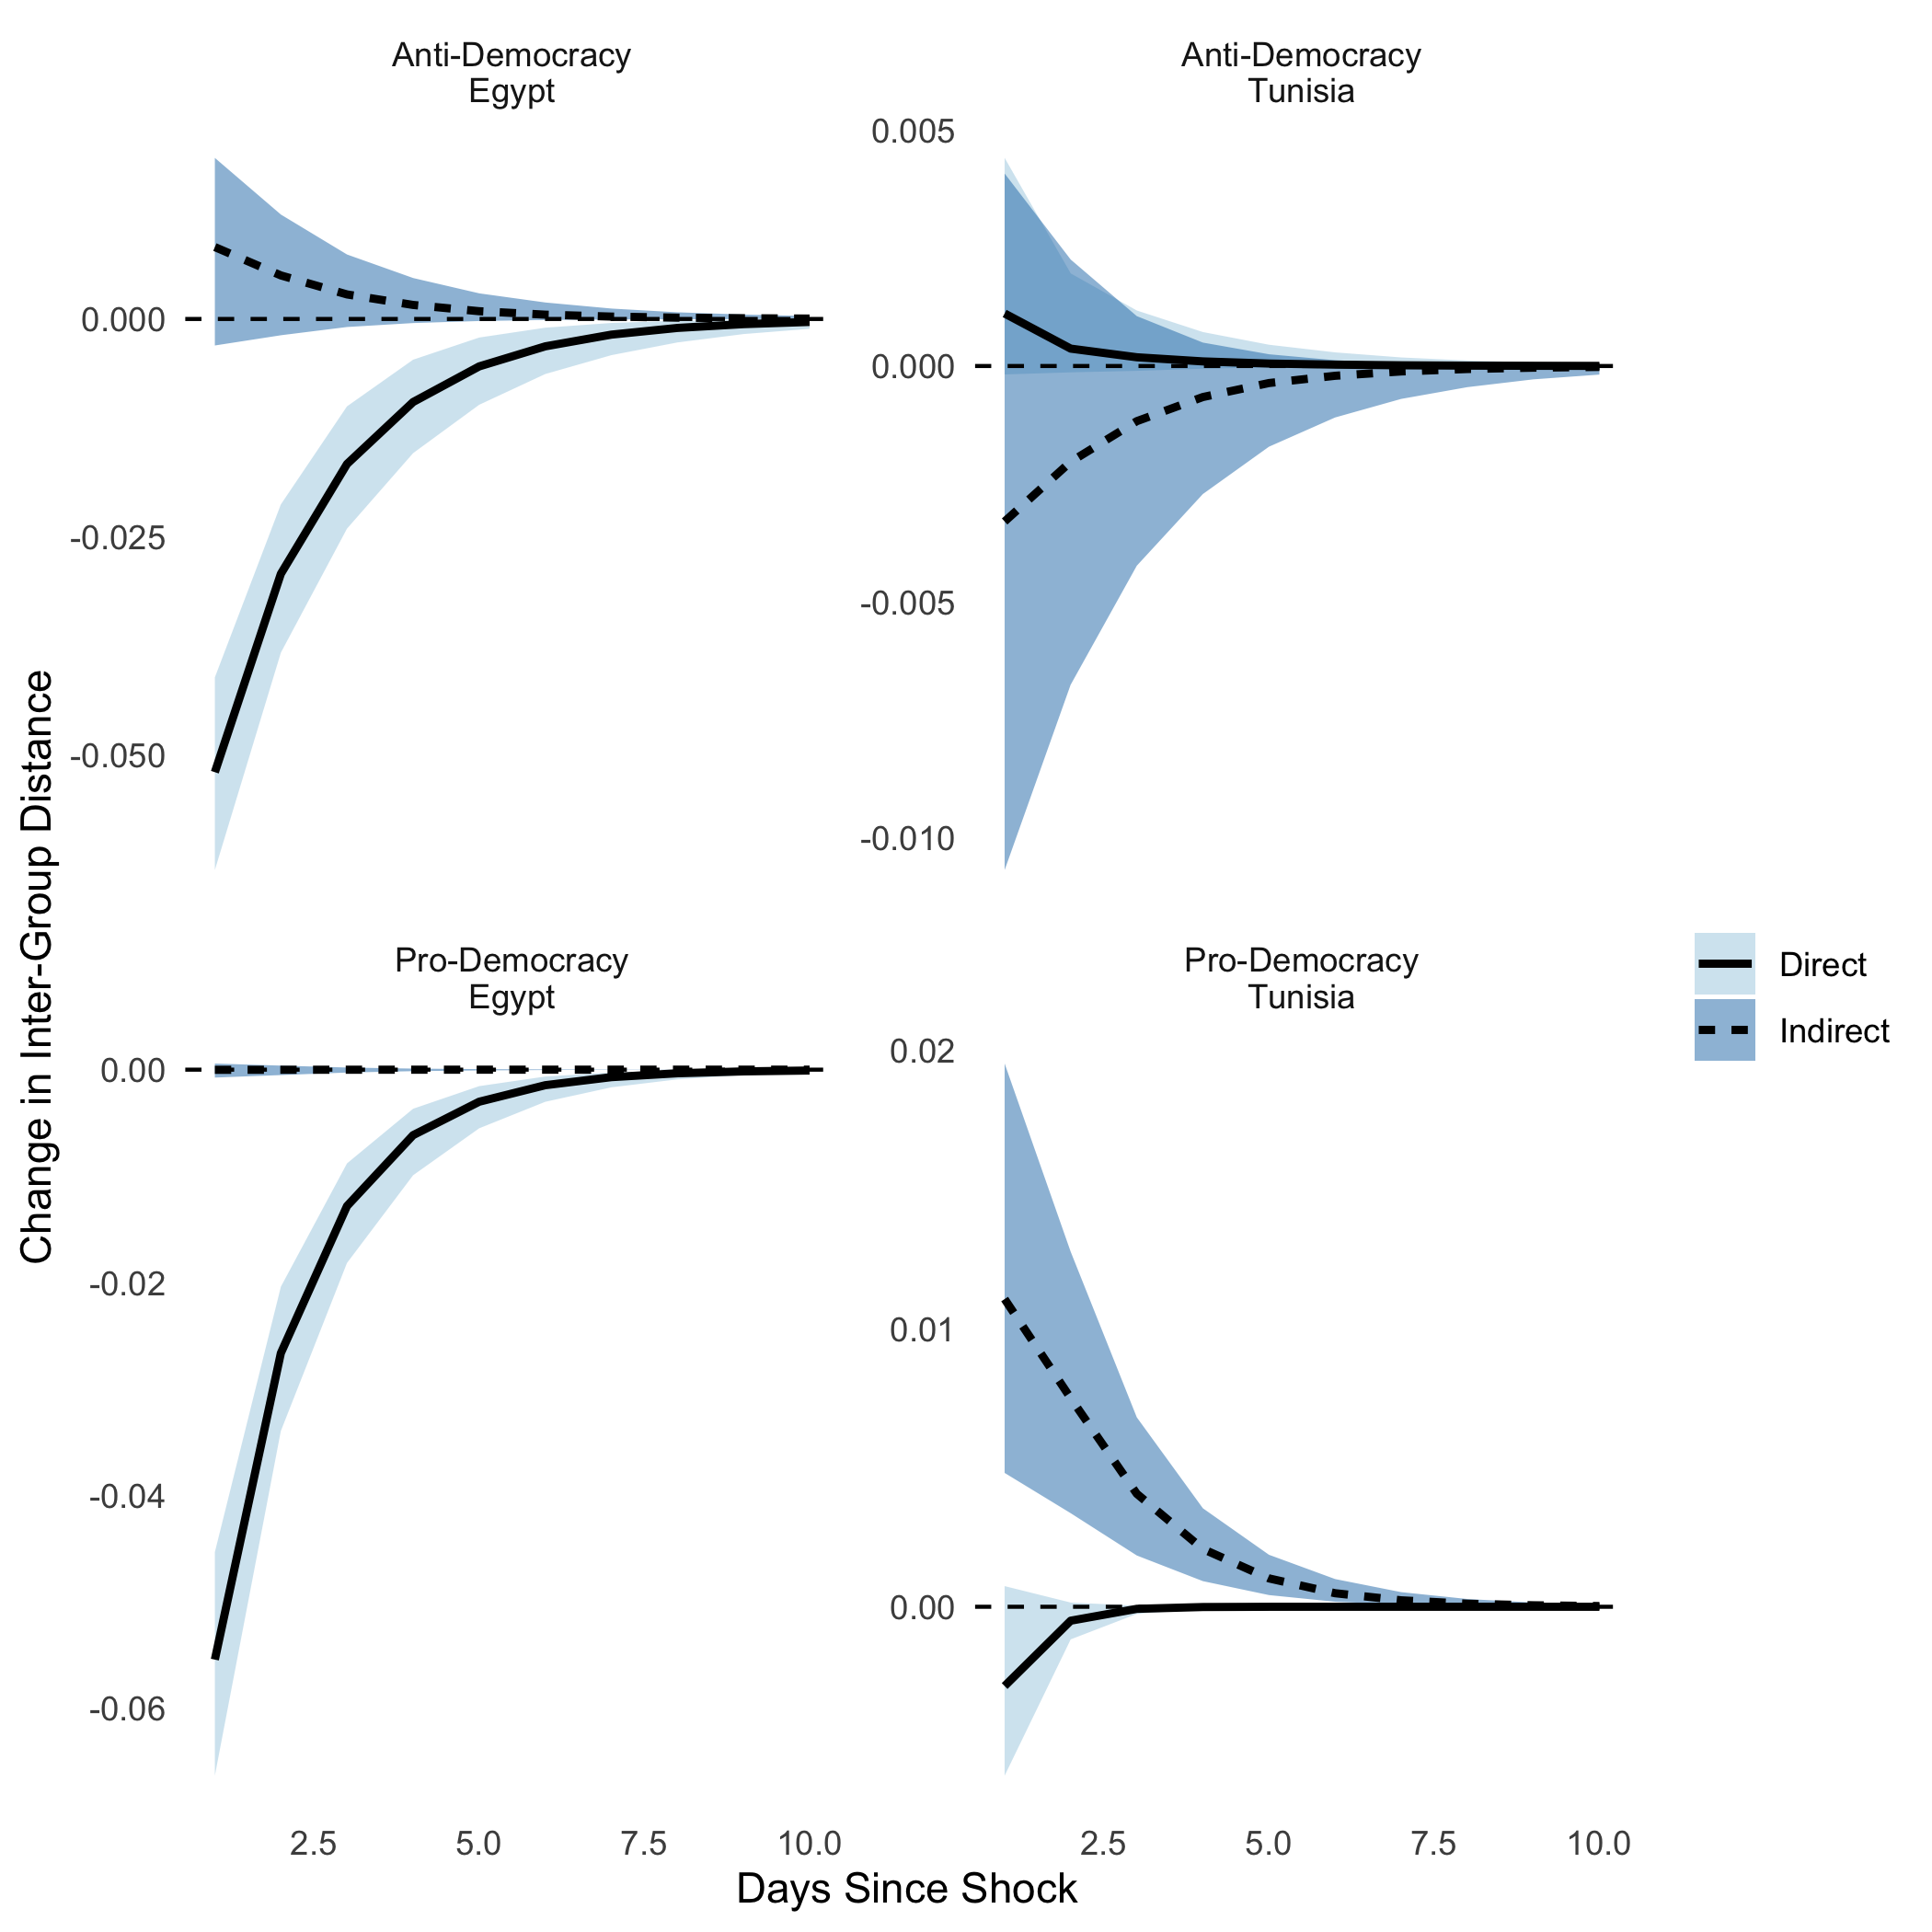 Anti-Democracy
Egypt
Anti-Democracy
Tunisia
0.000
-0.025
-0.050
0.005
0.000
-0.005
-0.010
Change in Inter-Group Distance
Pro-Democracy
Egypt
Pro-Democracy
Tunisia
0.00
-0.02
-0.04
-0.06
0.02
0.01
0.00
Direct
Indirect
2.5 5.0 7.5 10.0
2.5 5.0 7.5 10.0
Days Since Shock